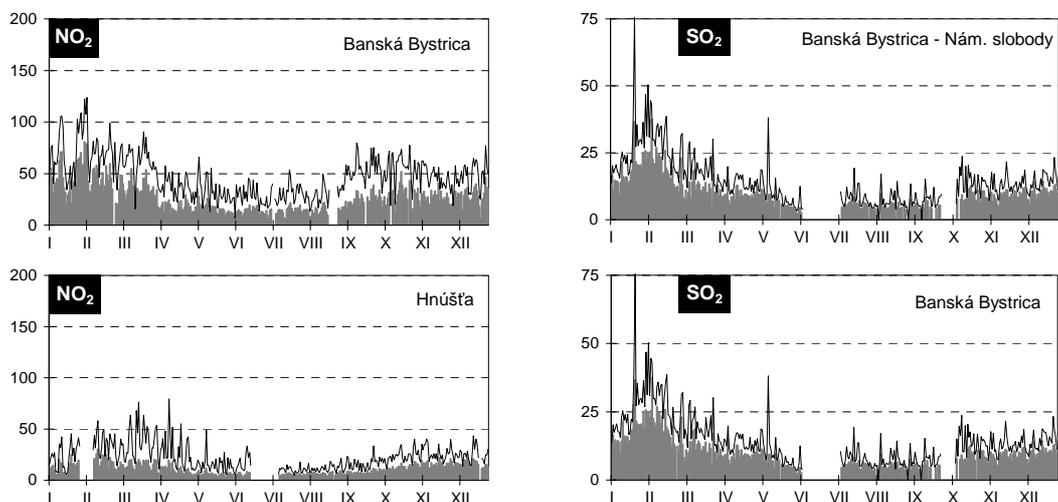 NO₂
Banská Bystrica
200
150
100
50
0
I II III IV V VI VII VIII IX X XI XII
SO₂
Banská Bystrica - Nám. slobody
75
50
25
0
I II III IV V VI VII VIII IX X XI XII
NO₂
Hnúšťa
200
150
100
50
0
I II III IV V VI VII VIII IX X XI XII
SO₂
Banská Bystrica
75
50
25
0
I II III IV V VI VII VIII IX X XI XII